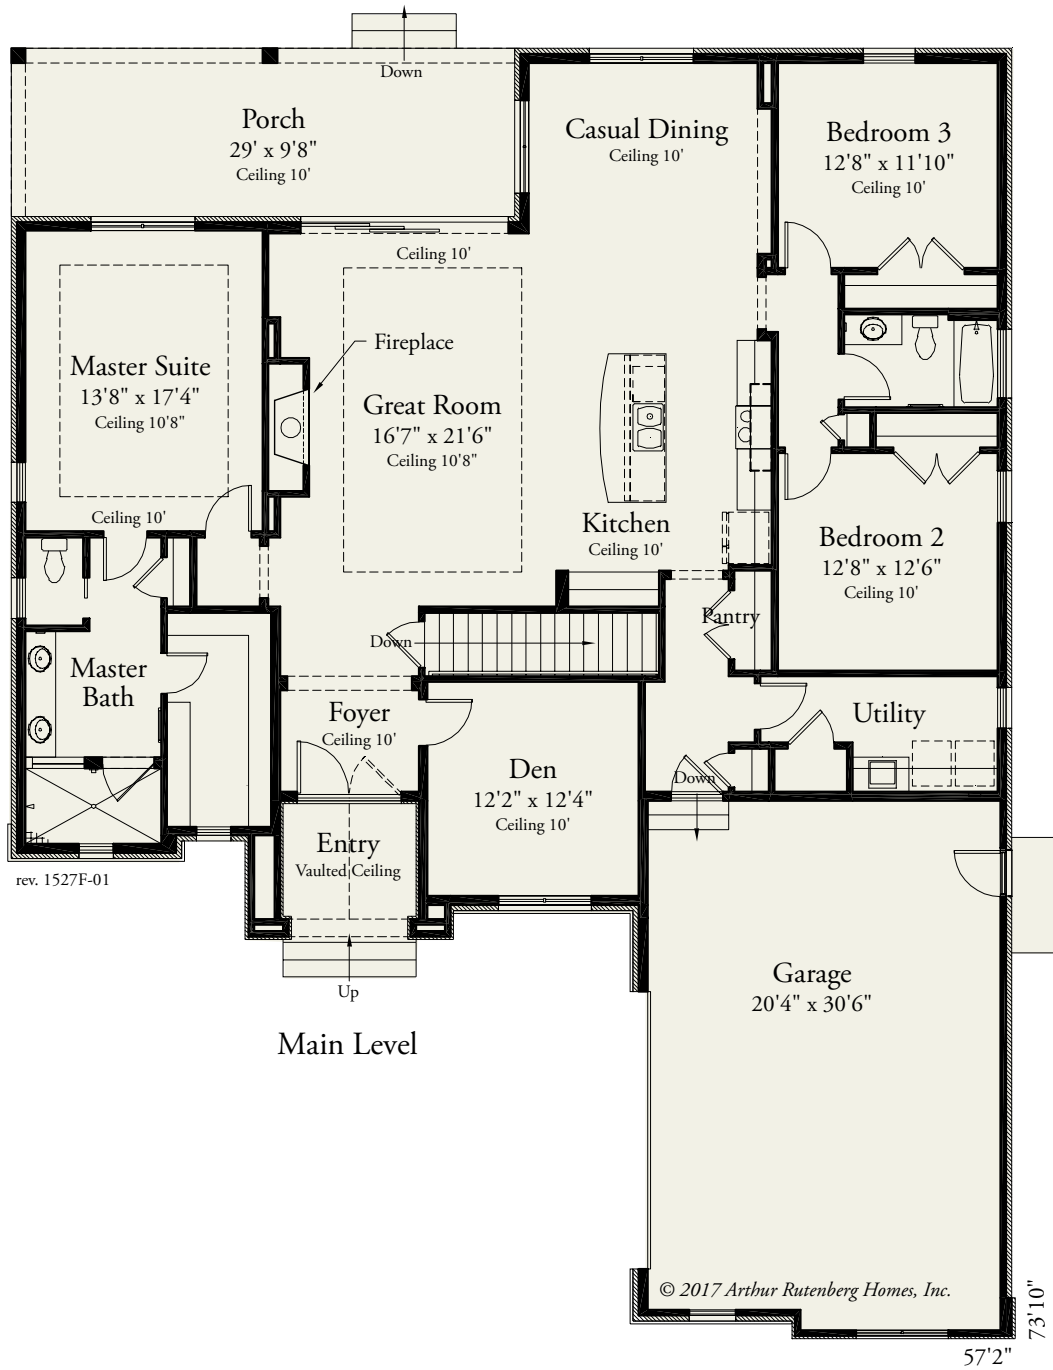 Down
Porch
29' x 9'8"
Ceiling 10'
Casual Dining
Ceiling 10'
Bedroom 3
12'8" x 11'10"
Ceiling 10'
Ceiling 10'
Fireplace
Master Suite
13'8" x 17'4"
Ceiling 10'8"
Great Room
16'7" x 21'6"
Ceiling 10'8"
Ceiling 10'
Kitchen
Ceiling 10'
Bedroom 2
12'8" x 12'6"
Ceiling 10'
Pantry
Down
Master
Bath
Foyer
Ceiling 10'
Utility
Den
12'2" x 12'4"
Ceiling 10'
Down
Entry
Vaulted Ceiling
rev. 1527F-01
Up
Garage
20'4" x 30'6"
Main Level
© 2017 Arthur Rutenberg Homes, Inc.
73'10"
57'2"